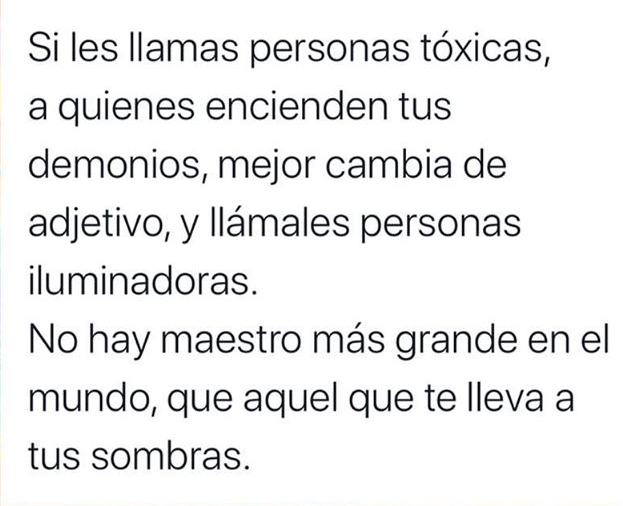 Si les llamas personas tóxicas,
a quienes encienden tus
demonios, mejor cambia de
adjetivo, y llámales personas
iluminadoras.
No hay maestro más grande en el
mundo, que aquel que te lleva a
tus sombras.